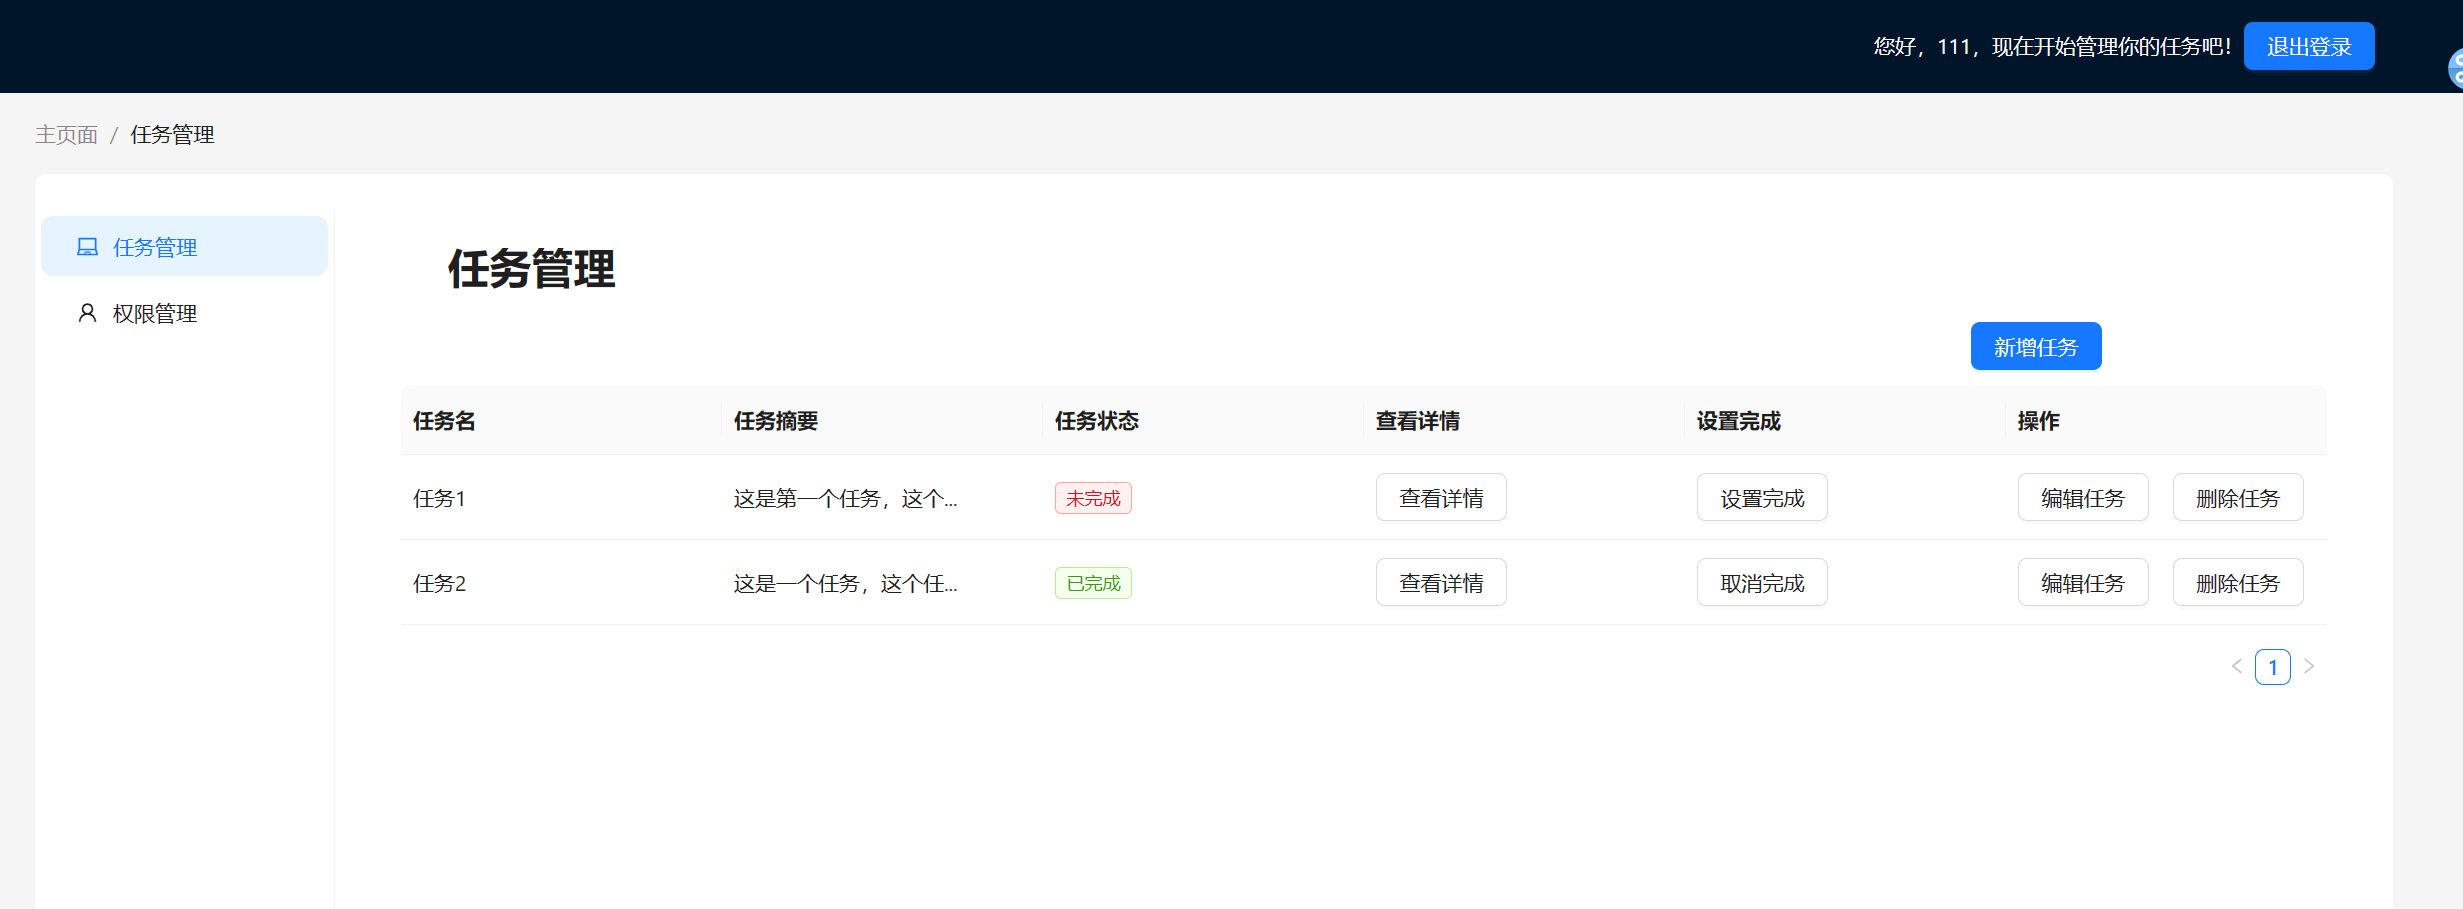 您好，111，现在开始管理你的任务吧！ 退出登录
主页面 / 任务管理
任务管理
权限管理
任务管理
新增任务
任务名 任务摘要 任务状态 查看详情 设置完成 操作
任务1 这是第一个任务，这个... 未完成 查看详情 设置完成 编辑任务 删除任务
任务2 这是一个任务，这个任... 已完成 查看详情 取消完成 编辑任务 删除任务
< 1 >